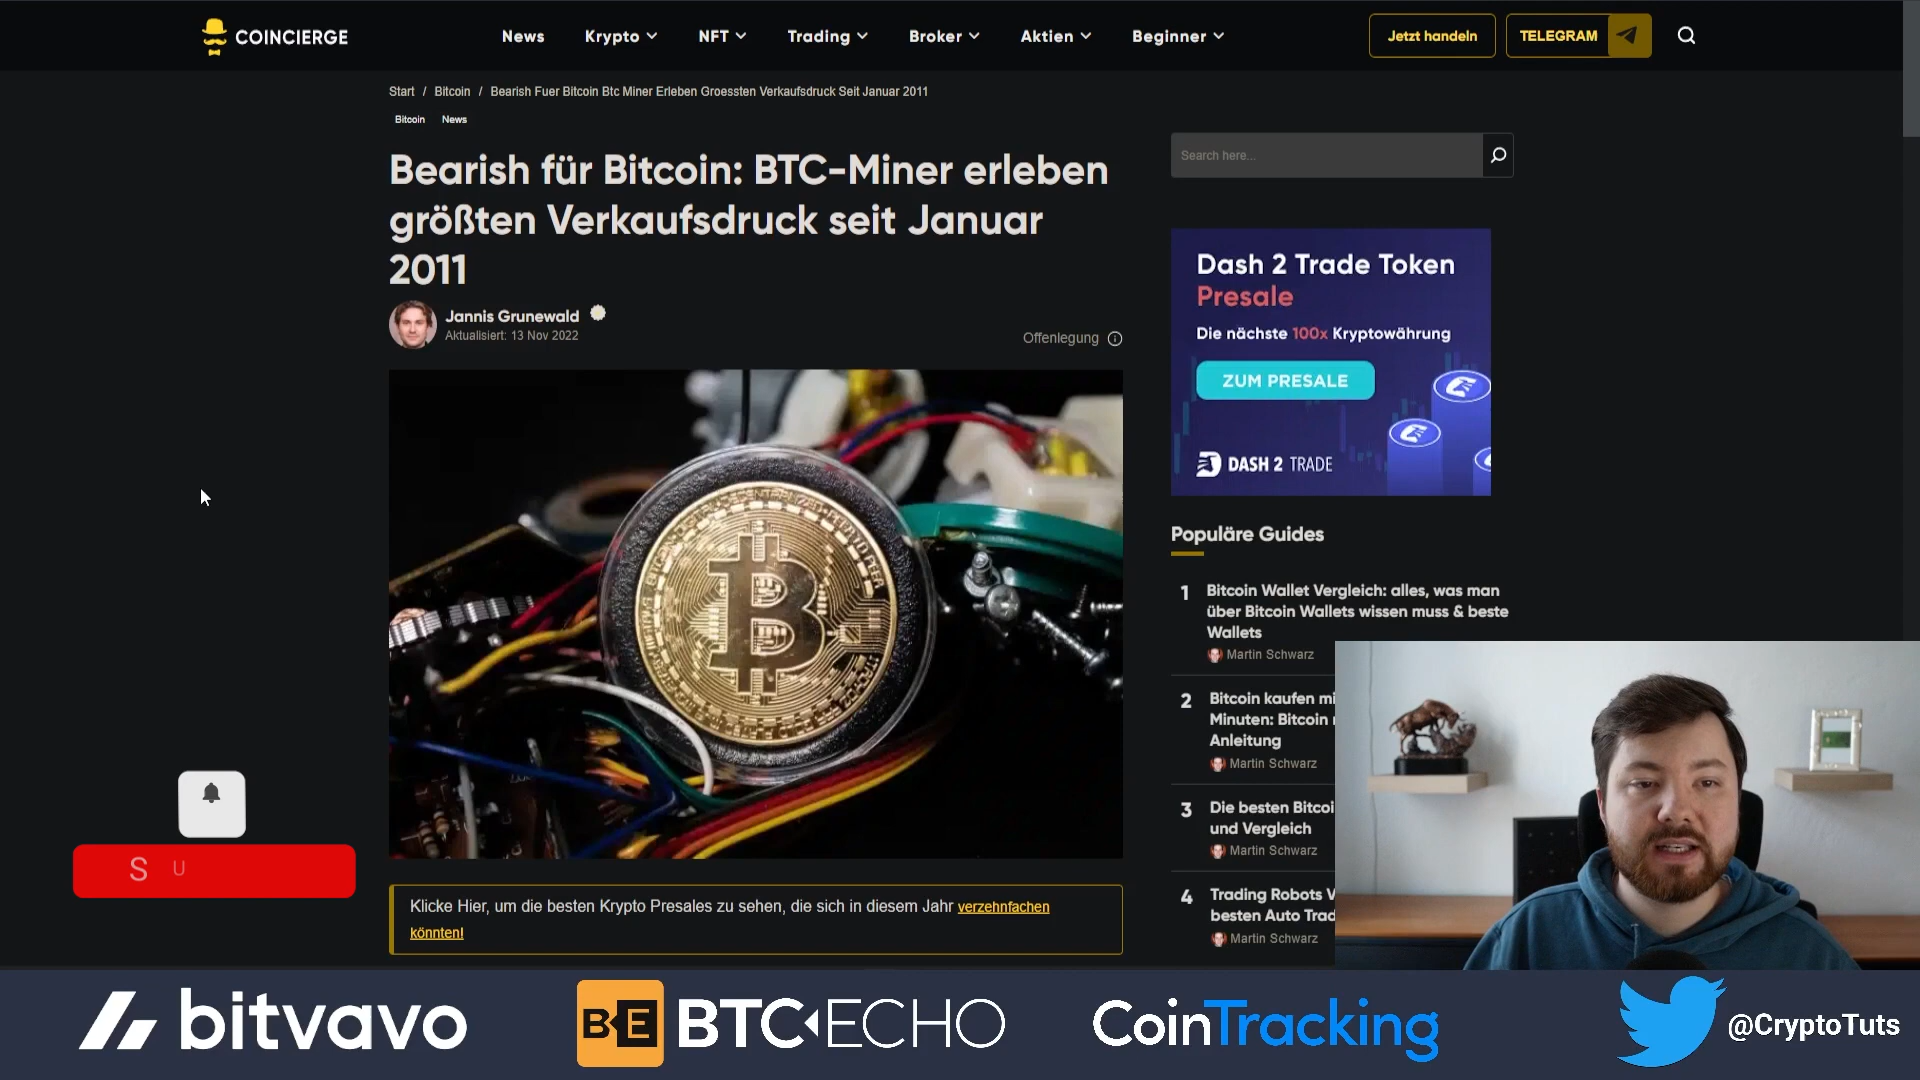 COINCIERGE
News Krypto NFT Trading Broker Aktien Beginner
Jetzt handeln
TELEGRAM
Start / Bitcoin / Bearish Fuer Bitcoin Btc Miner Erleben Groessten Verkaufsdruck Seit Januar 2011
Bitcoin News
Bearish für Bitcoin: BTC-Miner erleben
größten Verkaufsdruck seit Januar
2011
Jannis Grunewald
Aktualisiert: 13 Nov 2022
Offenlegung
Klicke Hier, um die besten Krypto Presales zu sehen, die sich in diesem Jahr verzehnfachen
könnten!
Search here...
Dash 2 Trade Token
Presale
Die nächste 100x Kryptowährung
ZUM PRESALE
DASH 2 TRADE
Populäre Guides
1 Bitcoin Wallet Vergleich: alles, was man
über Bitcoin Wallets wissen muss & beste
Wallets
Martin Schwarz
2 Bitcoin kaufen
Minuten: Bitcoin
Anleitung
Martin Schwarz
3 Die besten
und Vergleich
Martin Schwarz
4 Trading Robots
besten Auto
Martin Schwarz
S U
bitvavo
BE BTC ECHO
CoinTracking
@CryptoTuts